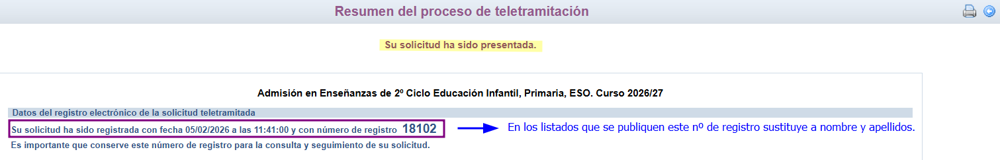 Resumen del proceso de teletramitación
Su solicitud ha sido presentada.
Admisión en Enseñanzas de 2º Ciclo Educación Infantil, Primaria, ESO. Curso 2026/27
Datos del registro electrónico de la solicitud teletramitada
Su solicitud ha sido registrada con fecha 05/02/2026 a las 11:41:00 y con número de registro 18102
En los listados que se publiquen este nº de registro sustituye a nombre y apellidos.
Es importante que conserve este número de registro para la consulta y seguimiento de su solicitud.